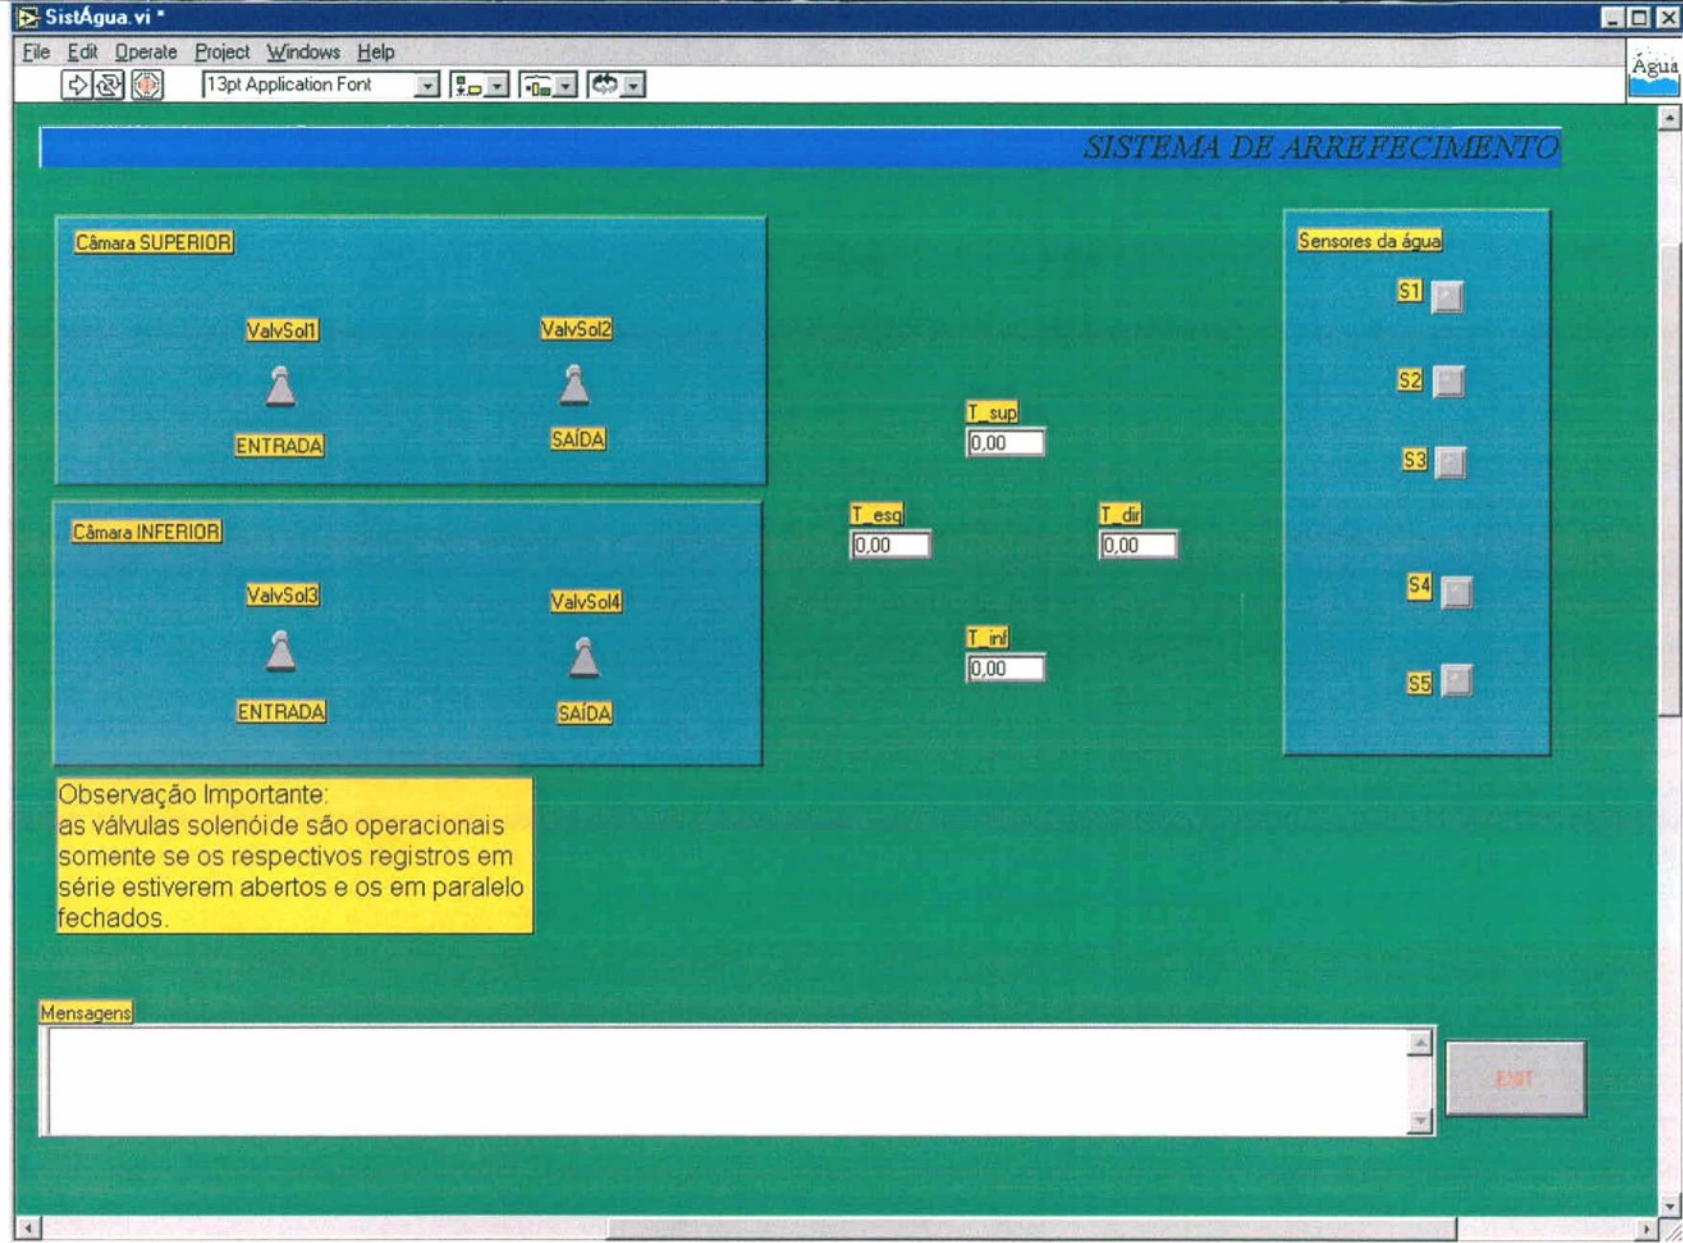 SistÁgua.vi *
File Edit Operate Project Windows Help
13pt Application Font
Água
SISTEMA DE ARREFECIMENTO
Câmara SUPERIOR
ValvSol1
ValvSol2
ENTRADA
SAÍDA
Câmara INFERIOR
ValvSol3
ValvSol4
ENTRADA
SAÍDA
T_sup
0,00
T_esq
0,00
T_dir
0,00
T_inf
0,00
Sensores da água
S1
S2
S3
S4
S5
Observação Importante:
as válvulas solenóide são operacionais
somente se os respectivos registros em
série estiverem abertos e os em paralelo
fechados.
Mensagens
EXIT